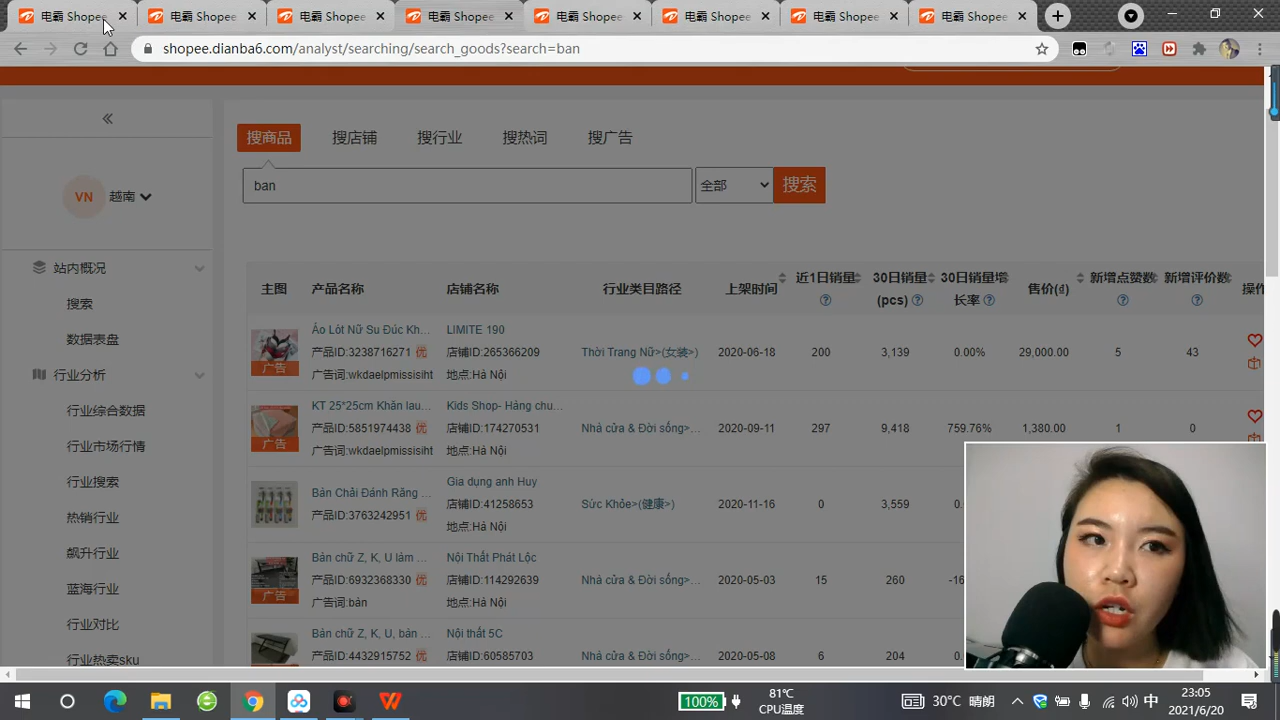 电霸 Shopee
电霸 Shopee
电霸 Shopee
电霸 Shopee
电霸 Shopee
电霸 Shopee
电霸 Shopee
电霸 Shopee
shopee.dianba6.com/analyst/searching/search_goods?search=ban
搜商品
搜店铺
搜行业
搜热词
搜广告
ban
全部
搜索
VN
越南
站内概况
搜索
数据表盘
行业分析
行业综合数据
行业市场行情
行业搜索
热销行业
飙升行业
蓝海行业
行业对比
行业热卖sku
主图
产品名称
店铺名称
行业类目路径
上架时间
近1日销量
30日销量
(pcs)
30日销量增
长率
售价(₫)
新增点赞数
新增评价数
广告
Áo Lót Nữ Su Đúc Kh...
产品ID:3238716271 优
广告词:wkdaelpmissisiht
LIMITE 190
店铺ID:265366209
地点:Hà Nội
Thời Trang Nữ>(女装>)
2020-06-18
200
3,139
0.00%
29,000.00
5
43
广告
KT 25*25cm Khăn lau...
产品ID:5851974438 优
广告词:wkdaelpmissisiht
Kids Shop- Hàng chu...
店铺ID:174270531
地点:Hà Nội
Nhà cửa & Đời sống>...
2020-09-11
297
9,418
759.76%
1,380.00
1
0
Bàn Chải Đánh Răng ...
产品ID:3763242951 优
Gia dụng anh Huy
店铺ID:41258653
地点:Hà Nội
Sức Khỏe>(健康>)
2020-11-16
0
3,559
广告
Bàn chữ Z, K, U làm ...
产品ID:6932368330 优
广告词:bàn
Nội Thất Phát Lộc
店铺ID:114292639
地点:Hà Nội
Nhà cửa & Đời sống>...
2020-05-03
15
260
Bàn chữ Z, K, U, bàn ...
产品ID:4432915752 优
Nội thất 5C
店铺ID:60585703
Nhà cửa & Đời sống>...
2020-05-08
6
204
100%
81℃
CPU温度
30°C 晴朗
中
23:05
2021/6/20